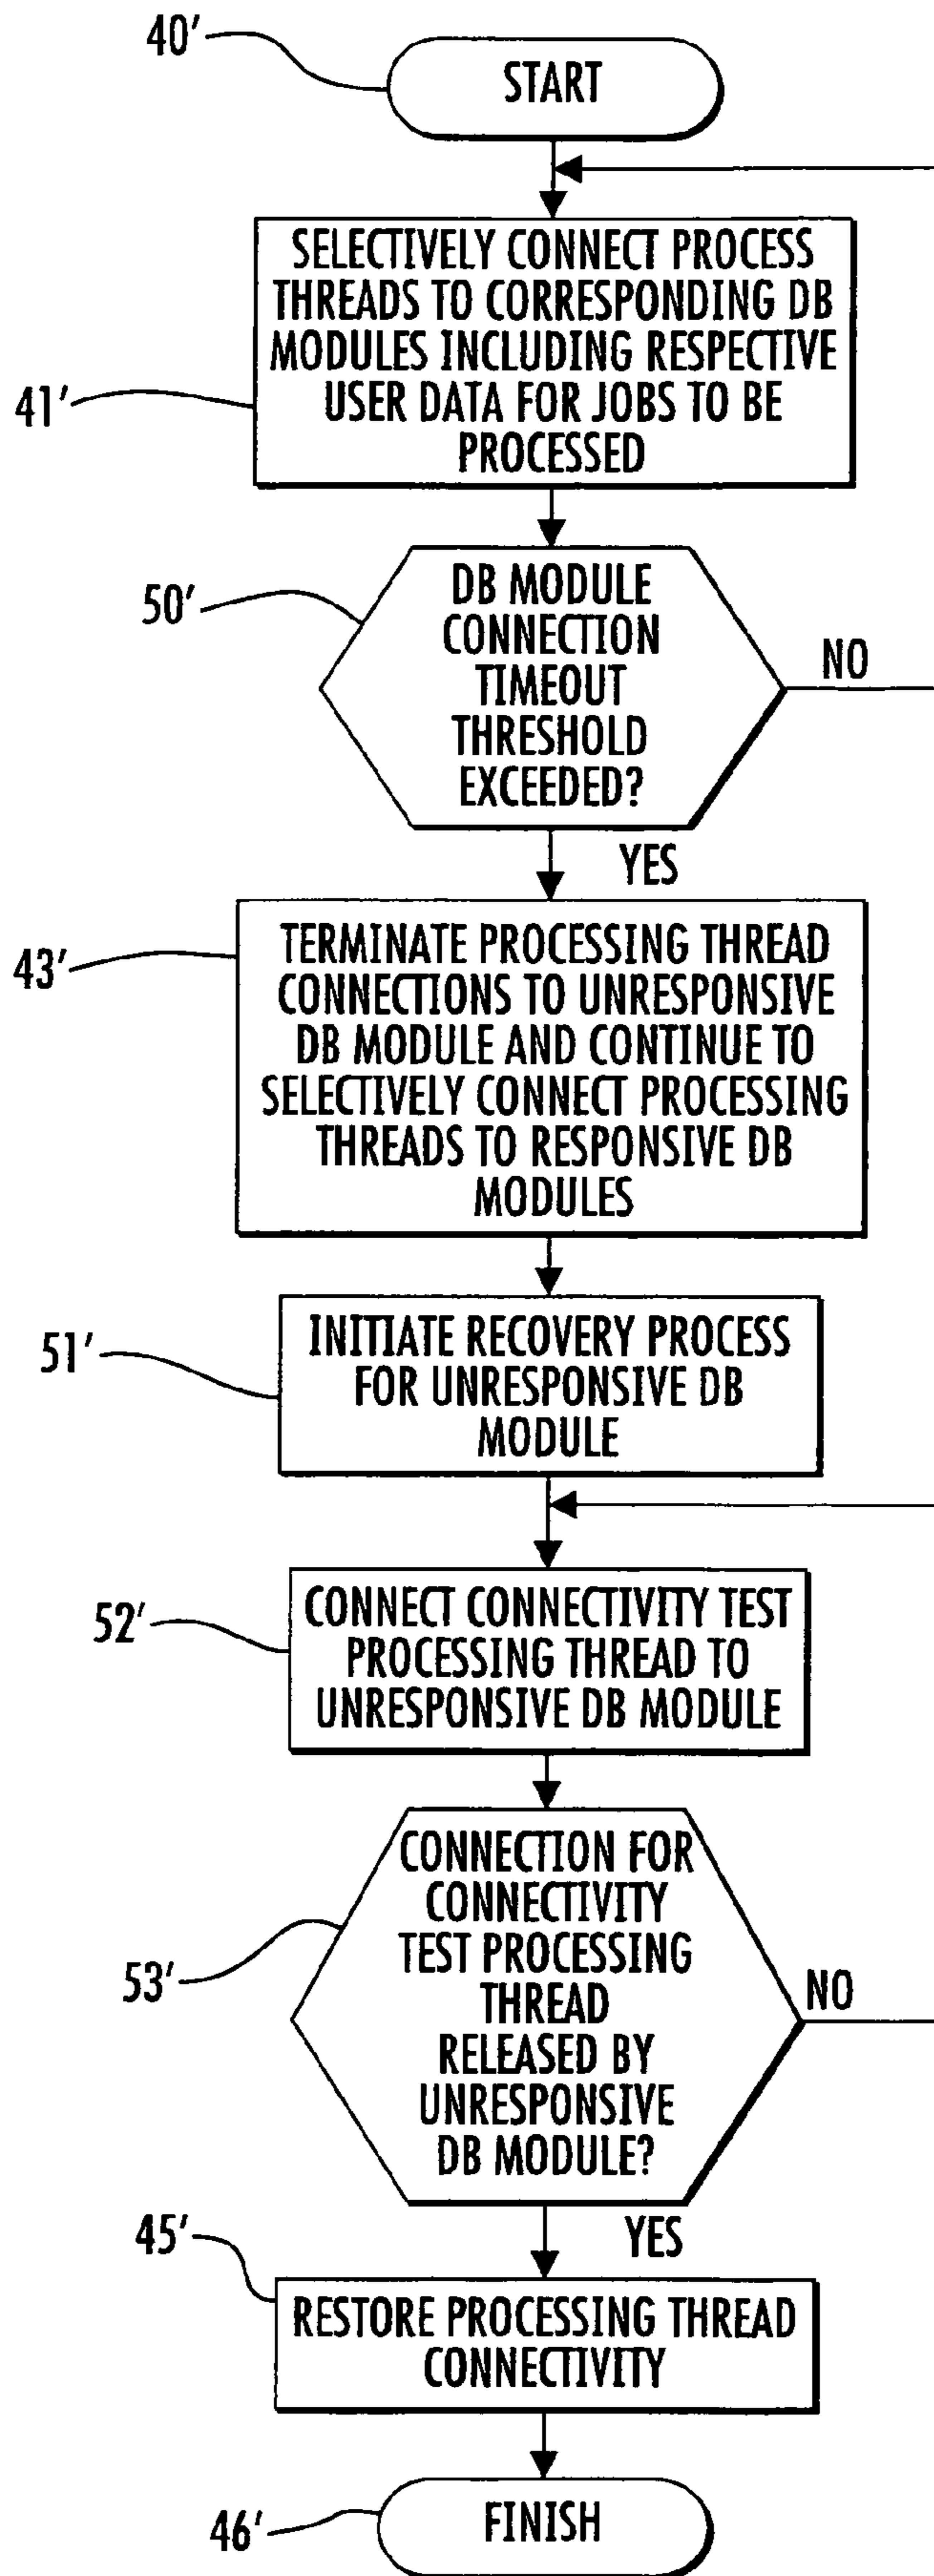 40'
START
SELECTIVELY CONNECT PROCESS
THREADS TO CORRESPONDING DB
MODULES INCLUDING RESPECTIVE
USER DATA FOR JOBS TO BE
PROCESSED
41'
50'
DB MODULE
CONNECTION
TIMEOUT
THRESHOLD
EXCEEDED?
NO
YES
43'
TERMINATE PROCESSING THREAD
CONNECTIONS TO UNRESPONSIVE
DB MODULE AND CONTINUE TO
SELECTIVELY CONNECT PROCESSING
THREADS TO RESPONSIVE DB
MODULES
51'
INITIATE RECOVERY PROCESS
FOR UNRESPONSIVE DB
MODULE
52'
CONNECT CONNECTIVITY TEST
PROCESSING THREAD TO
UNRESPONSIVE DB MODULE
53'
CONNECTION FOR
CONNECTIVITY
TEST PROCESSING
THREAD
RELEASED BY
UNRESPONSIVE
DB MODULE?
NO
YES
45'
RESTORE PROCESSING THREAD
CONNECTIVITY
46'
FINISH